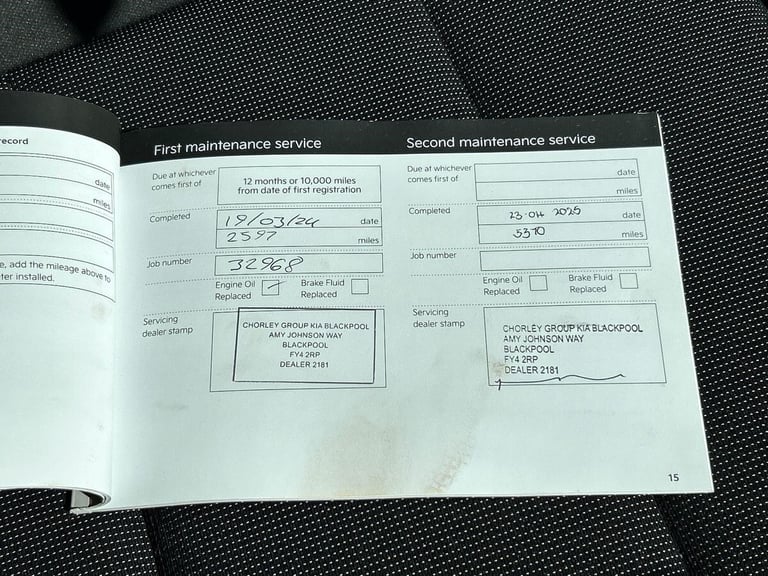 ecord
date
miles
e, add the mileage above to
ter installed.
First maintenance service
Due at whichever
comes first of
12 months or 10,000 miles
from date of first registration
Completed
19/03/24 date
2597 miles
Job number
32968
Engine Oil
Replaced
Brake Fluid
Replaced
Servicing
dealer stamp
CHORLEY GROUP KIA BLACKPOOL
AMY JOHNSON WAY
BLACKPOOL
FY4 2RP
DEALER 2181
Second maintenance service
Due at whichever
comes first of
date
miles
Completed
23·04 2025 date
5370 miles
Job number
Engine Oil
Replaced
Brake Fluid
Replaced
Servicing
dealer stamp
CHORLEY GROUP KIA BLACKPOOL
AMY JOHNSON WAY
BLACKPOOL
FY4 2RP
DEALER 2181
15